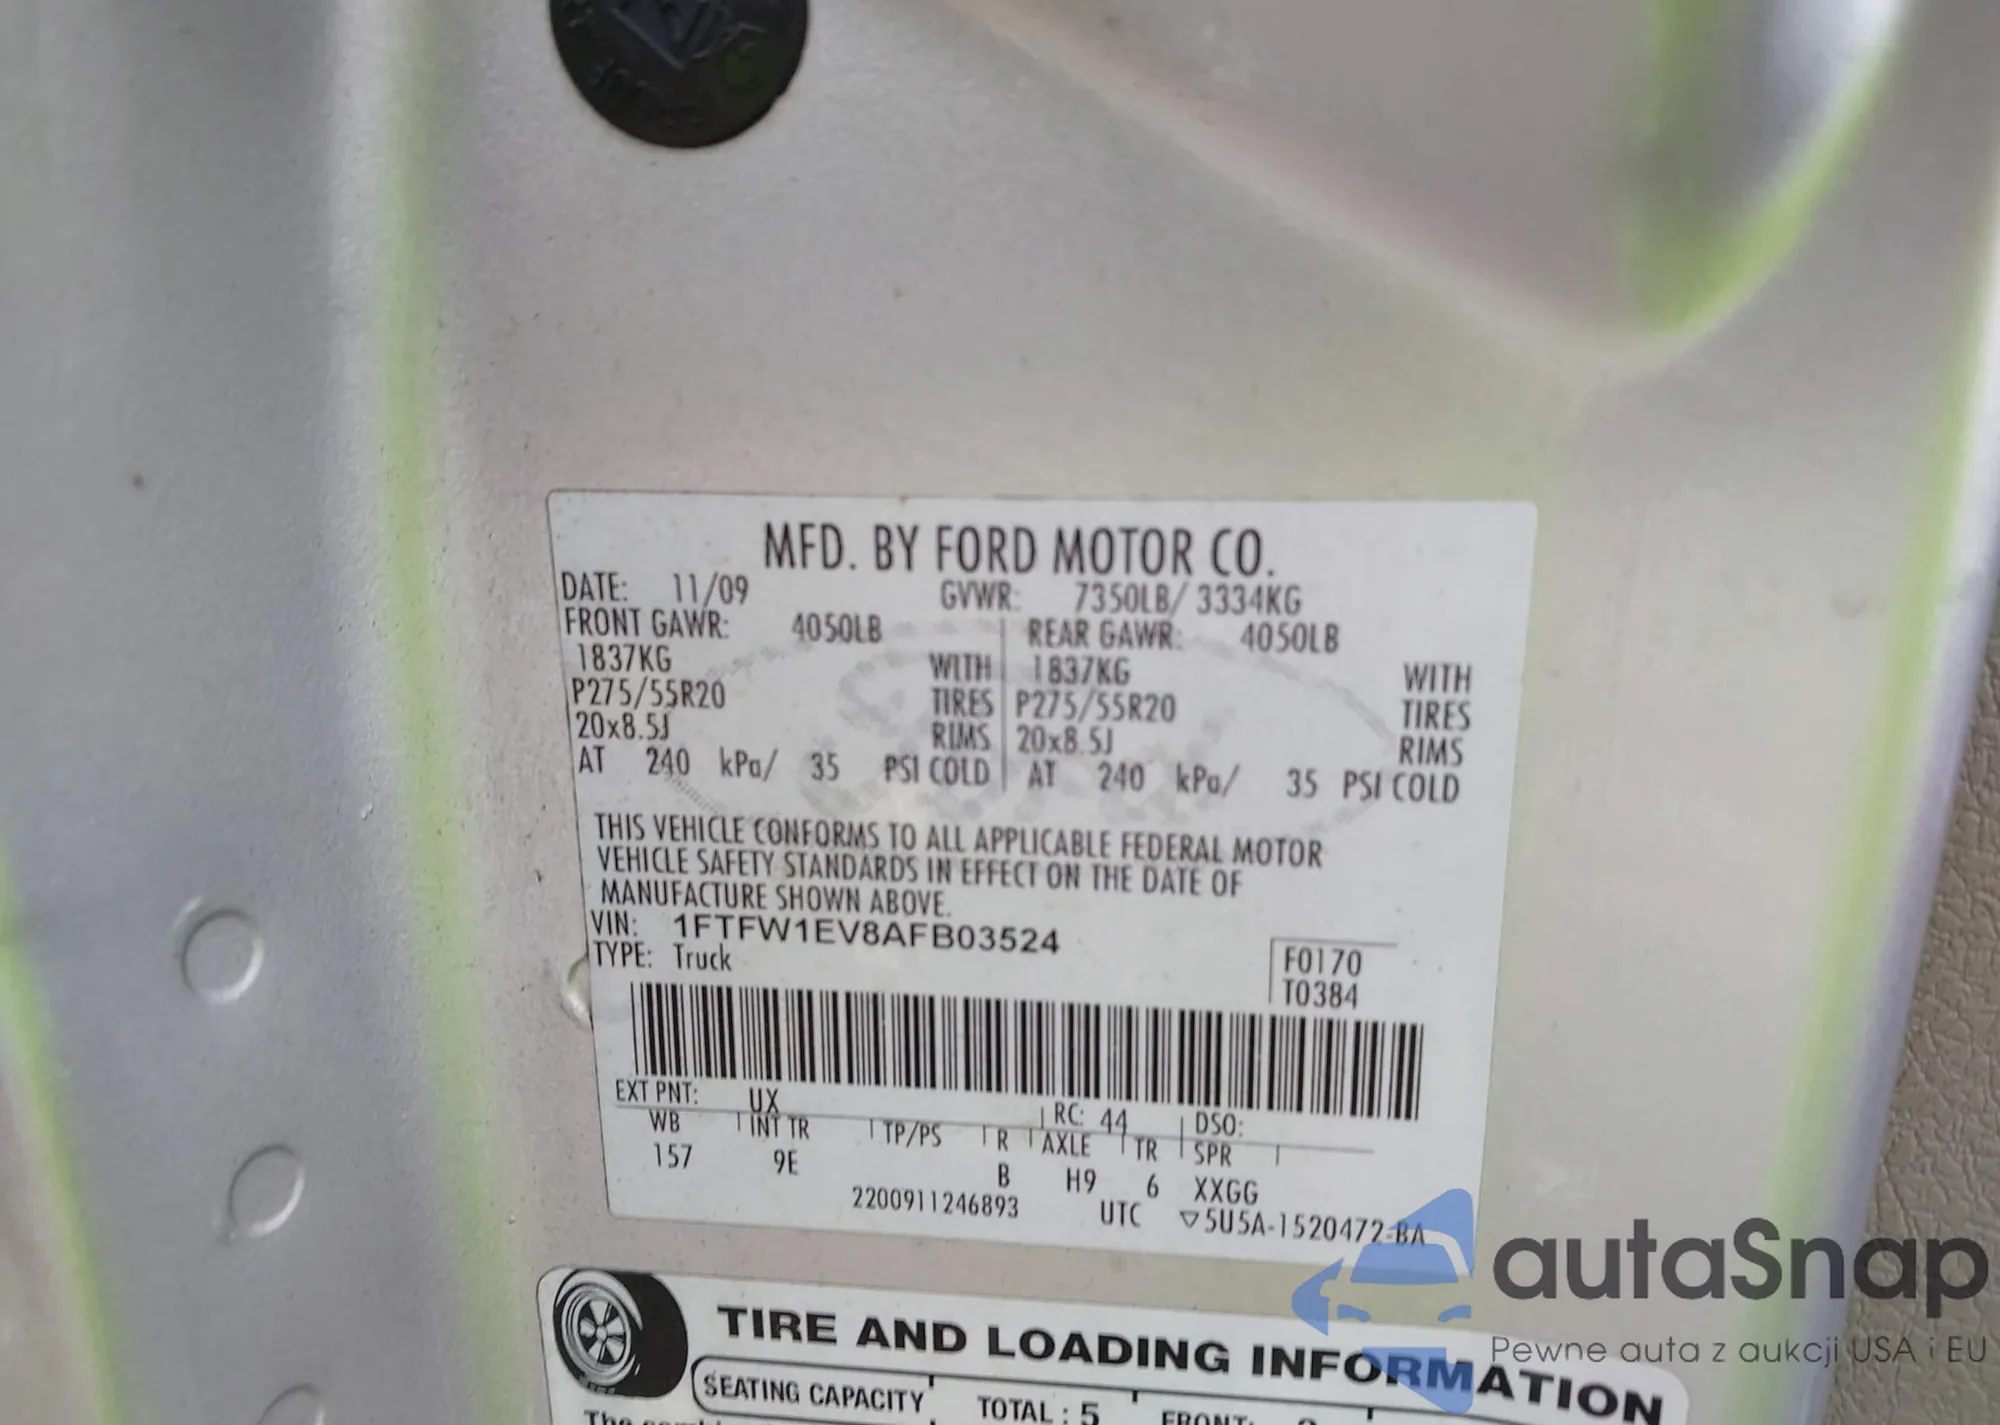 MFD. BY FORD MOTOR CO.
DATE: 11/09 GVWR: 7350LB/ 3334KG
FRONT GAWR: 4050LB REAR GAWR: 4050LB
1837KG WITH 1837KG WITH
P275/55R20 TIRES P275/55R20 TIRES
20x8.5J RIMS 20x8.5J RIMS
AT 240 kPa/ 35 PSI COLD AT 240 kPa/ 35 PSI COLD
THIS VEHICLE CONFORMS TO ALL APPLICABLE FEDERAL MOTOR
VEHICLE SAFETY STANDARDS IN EFFECT ON THE DATE OF
MANUFACTURE SHOWN ABOVE.
VIN: 1FTFW1EV8AFB03524
TYPE: Truck
F0170
T0384
EXT PNT: UX RC: 44 DSO:
WB INT TR TP/PS R AXLE TR SPR
157 9E B H9 6 XXGG
2200911246893 UTC ▽5U5A-1520472-BA
TIRE AND LOADING INFORMATION
SEATING CAPACITY TOTAL : 5 FRONT:
The
autaSnap
Pewne auta z aukcji USA i EU